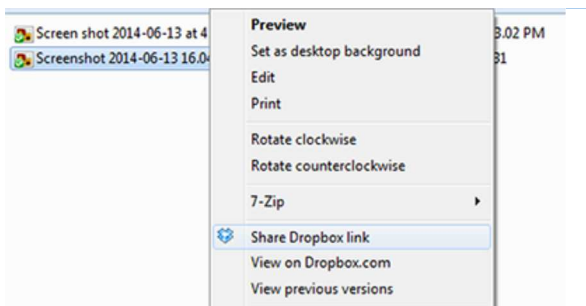 Screen shot 2014-06-13 at 4
3.02 PM
Screenshot 2014-06-13 16.04
31
Preview
Set as desktop background
Edit
Print
Rotate clockwise
Rotate counterclockwise
7-Zip
Share Dropbox link
View on Dropbox.com
View previous versions